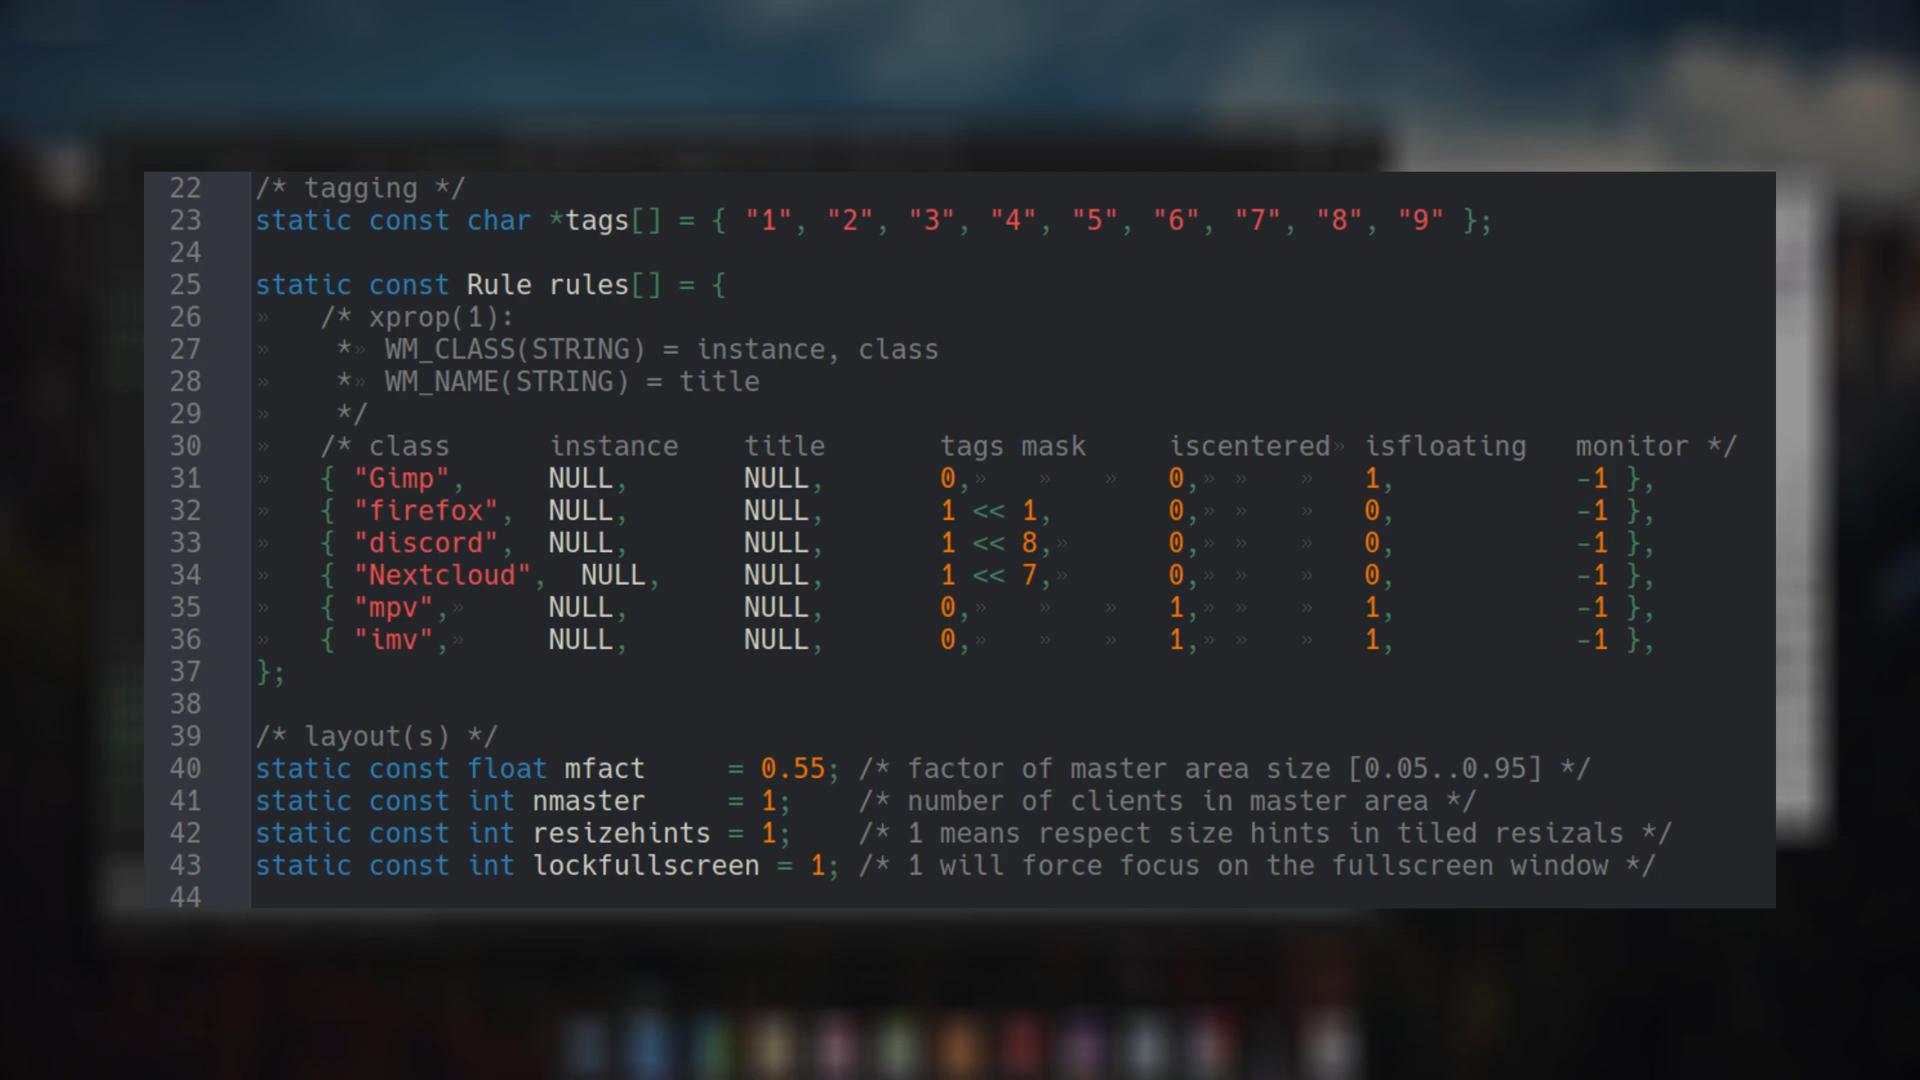 22 /* tagging */
23 static const char *tags[] = { "1", "2", "3", "4", "5", "6", "7", "8", "9" };
24
25 static const Rule rules[] = {
26 »   /* xprop(1):
27 »    *» WM_CLASS(STRING) = instance, class
28 »    *» WM_NAME(STRING) = title
29 »    */
30 »   /* class      instance    title       tags mask     iscentered» isfloating   monitor */
31 »   { "Gimp",     NULL,       NULL,       0,»   »   »   0,» »   »   1,           -1 },
32 »   { "firefox",  NULL,       NULL,       1 << 1,       0,» »   »   0,           -1 },
33 »   { "discord",  NULL,       NULL,       1 << 8,»      0,» »   »   0,           -1 },
34 »   { "Nextcloud",  NULL,     NULL,       1 << 7,»      0,» »   »   0,           -1 },
35 »   { "mpv",»     NULL,       NULL,       0,»   »   »   1,» »   »   1,           -1 },
36 »   { "imv",»     NULL,       NULL,       0,»   »   »   1,» »   »   1,           -1 },
37 };
38
39 /* layout(s) */
40 static const float mfact     = 0.55; /* factor of master area size [0.05..0.95] */
41 static const int nmaster     = 1;    /* number of clients in master area */
42 static const int resizehints = 1;    /* 1 means respect size hints in tiled resizals */
43 static const int lockfullscreen = 1; /* 1 will force focus on the fullscreen window */
44